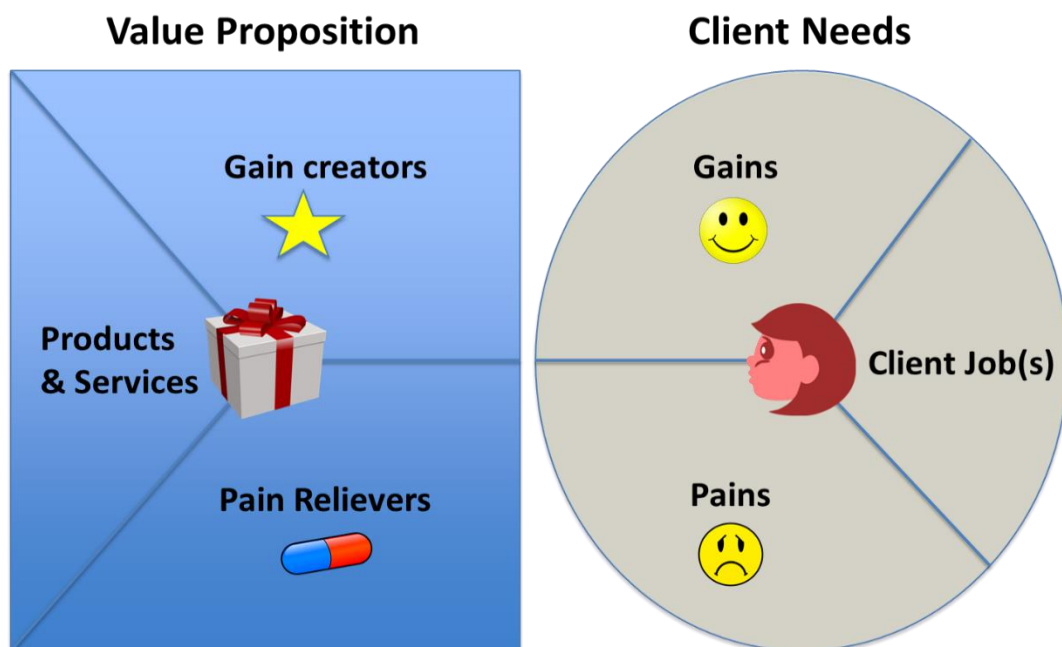 Value Proposition
Client Needs
Gain creators
Gains
Products
& Services
Client Job(s)
Pain Relievers
Pains